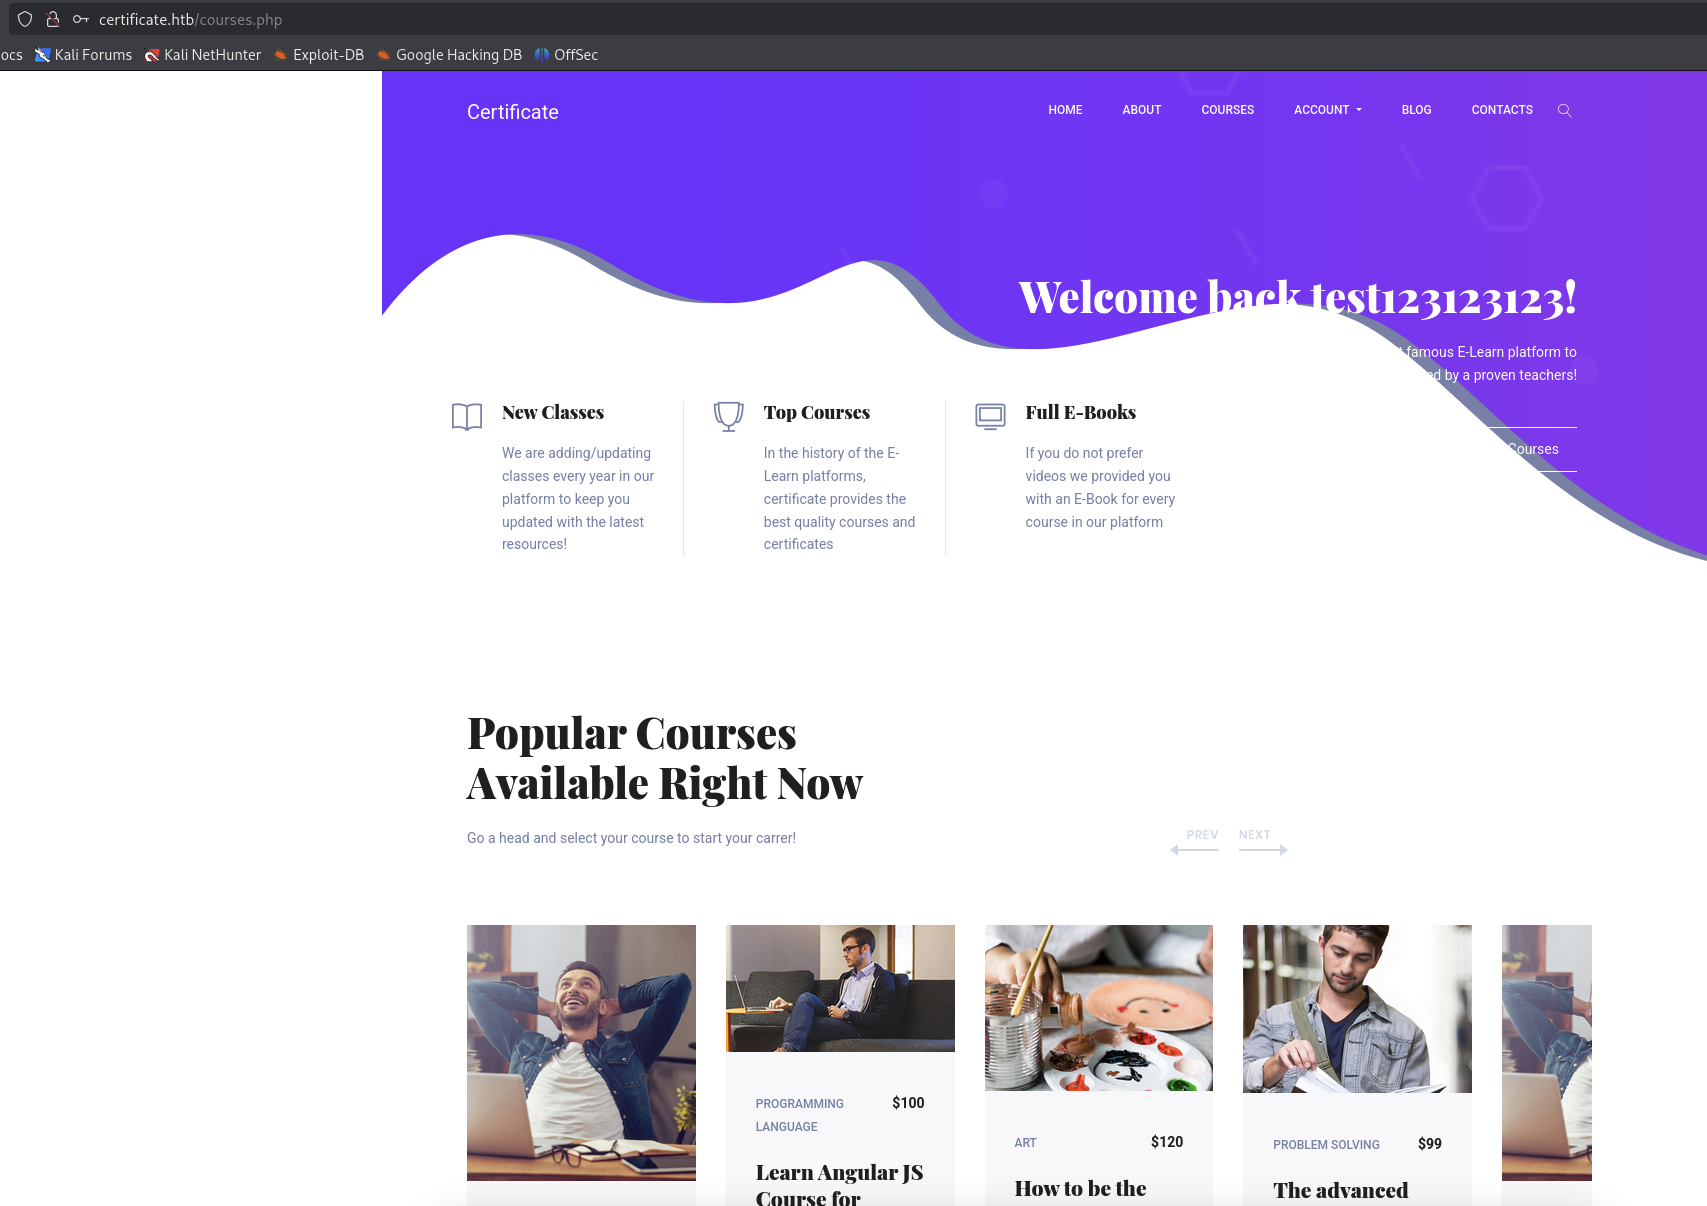 certificate.htb/courses.php
ocs Kali Forums Kali NetHunter Exploit-DB Google Hacking DB OffSec
Certificate HOME ABOUT COURSES ACCOUNT BLOG CONTACTS
Welcome back test123123123!
famous E-Learn platform to
by a proven teachers!
Courses
New Classes
We are adding/updating
classes every year in our
platform to keep you
updated with the latest
resources!
Top Courses
In the history of the E-
Learn platforms,
certificate provides the
best quality courses and
certificates
Full E-Books
If you do not prefer
videos we provided you
with an E-Book for every
course in our platform
Popular Courses
Available Right Now
Go a head and select your course to start your carrer!
PREV NEXT
PROGRAMMING
LANGUAGE
$100
Learn Angular JS
Course for
ART $120
How to be the
PROBLEM SOLVING $99
The advanced